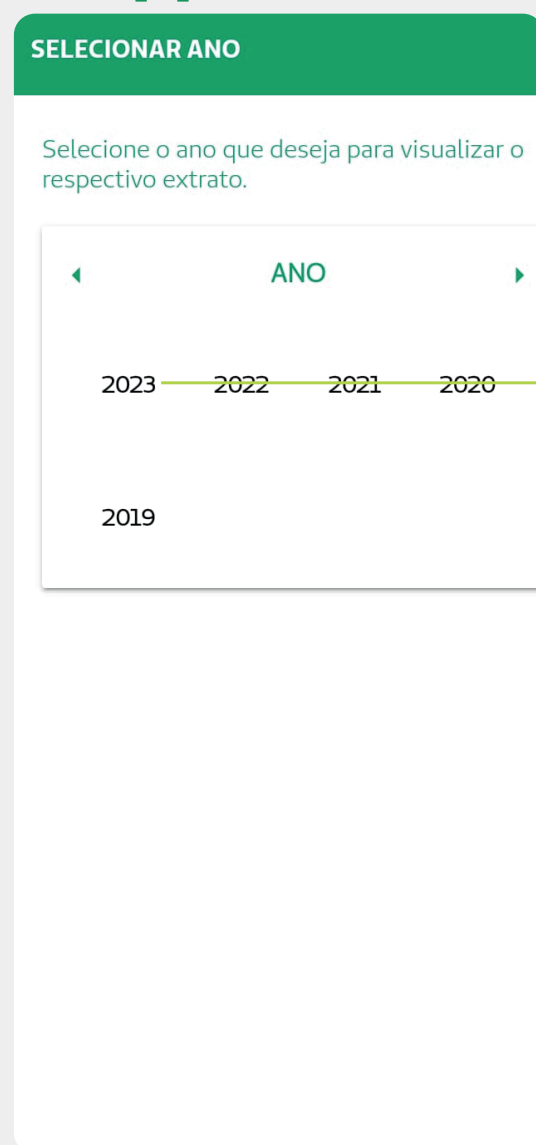 SELECIONAR ANO
Selecione o ano que deseja para visualizar o
respectivo extrato.
ANO
2023 2022 2021 2020
2019